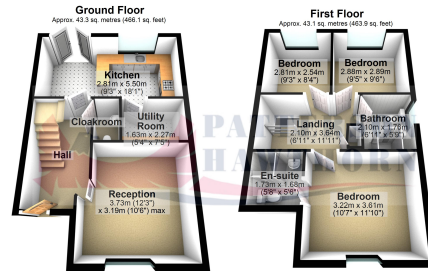 Ground Floor
Approx. 43.3 sq. metres (466.1 sq. feet)
Kitchen
2.81m x 5.50m
(9'3" x 18'1")
Cloakroom
Utility
Room
1.63m x 2.27m
(5'4" x 7'5")
Hall
Reception
3.73m (12'3")
x 3.19m (10'6") max
First Floor
Approx. 43.1 sq. metres (463.9 sq. feet)
Bedroom
2.81m x 2.54m
(9'3" x 8'4")
Bedroom
2.88m x 2.89m
(9'5" x 9'6")
Landing
2.10m x 3.64m
(6'11" x 11'11")
Bathroom
2.10m x 1.76m
(6'11" x 5'9")
En-suite
1.73m x 1.68m
(5'8" x 5'6")
Bedroom
3.22m x 3.61m
(10'7" x 11'10")